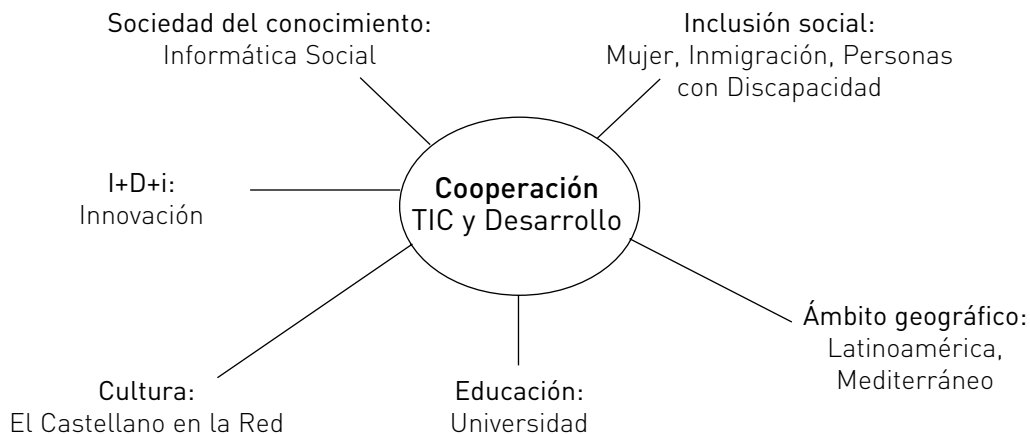 Sociedad del conocimiento:
Informática Social
Inclusión social:
Mujer, Inmigración, Personas
con Discapacidad
I+D+i:
Innovación
Cooperación
TIC y Desarrollo
Ámbito geográfico:
Latinoamérica,
Mediterráneo
Cultura:
El Castellano en la Red
Educación:
Universidad